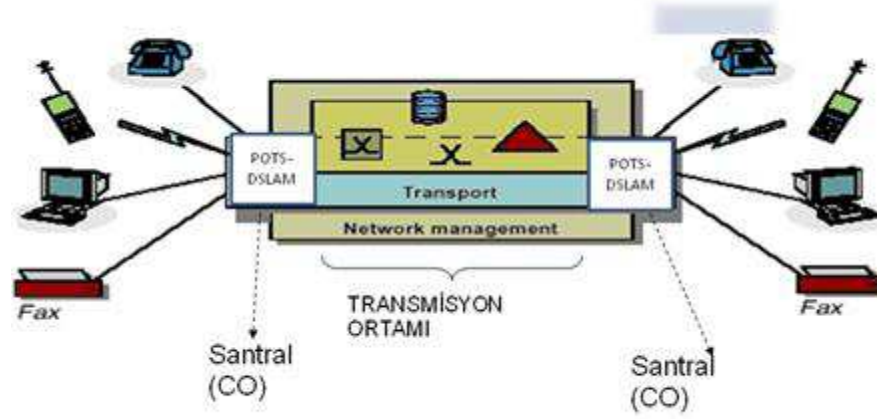 POTS-
DSLAM
POTS-
DSLAM
Transport
Network management
Fax
Fax
TRANSMİSYON
ORTAMI
Santral
(CO)
Santral
(CO)